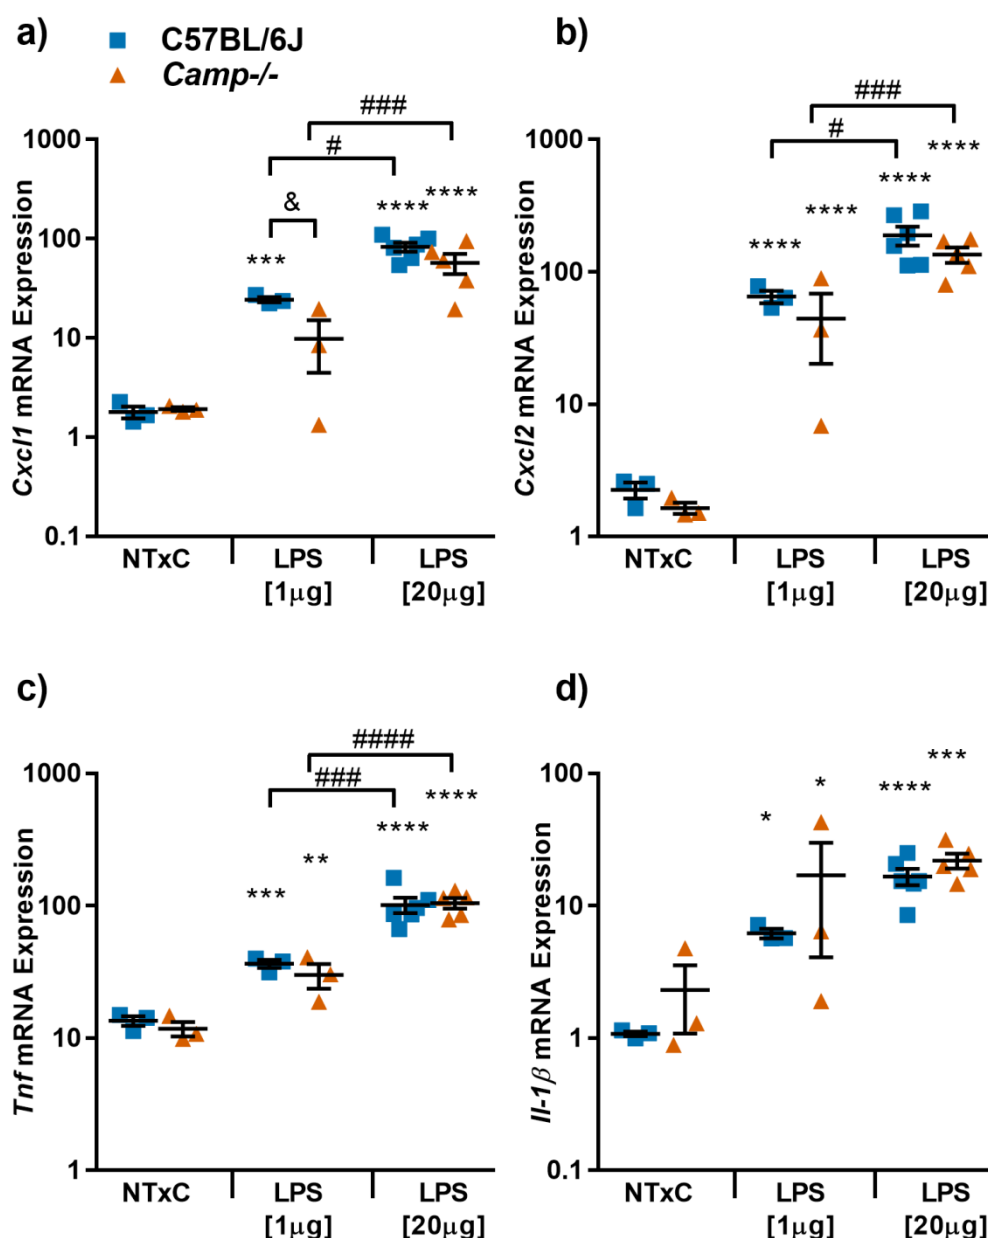 a)
C57BL/6J
Camp-/-
###
#
&
***
****
****
1000
100
10
1
0.1
Cxcl1 mRNA Expression
NTxC
LPS
[1μg]
LPS
[20μg]
b)
###
#
****
****
****
****
1000
100
10
1
Cxcl2 mRNA Expression
NTxC
LPS
[1μg]
LPS
[20μg]
c)
####
###
****
****
**
***
1000
100
10
1
Tnf mRNA Expression
NTxC
LPS
[1μg]
LPS
[20μg]
d)
***
*
****
*
100
10
1
0.1
Il-1β mRNA Expression
NTxC
LPS
[1μg]
LPS
[20μg]